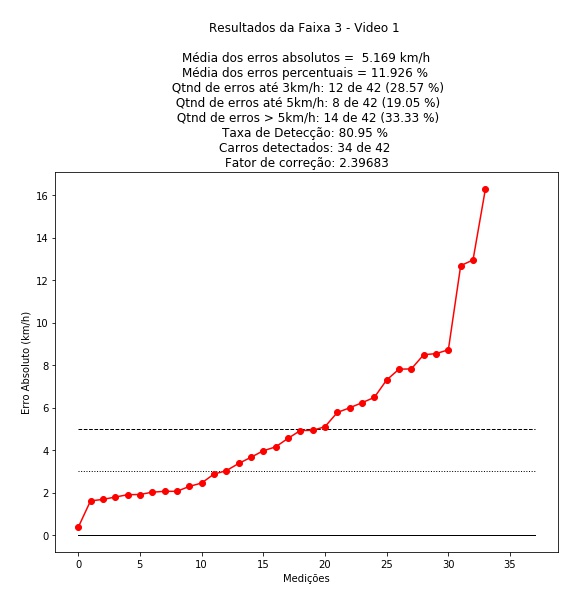 Resultados da Faixa 3 - Video 1
Média dos erros absolutos =  5.169 km/h
Média dos erros percentuais = 11.926 %
Qtnd de erros até 3km/h: 12 de 42 (28.57 %)
Qtnd de erros até 5km/h: 8 de 42 (19.05 %)
Qtnd de erros > 5km/h: 14 de 42 (33.33 %)
Taxa de Detecção: 80.95 %
Carros detectados: 34 de 42
Fator de correção: 2.39683
16
14
12
10
8
6
4
2
0
Erro Absoluto (km/h)
0 5 10 15 20 25 30 35
Medições